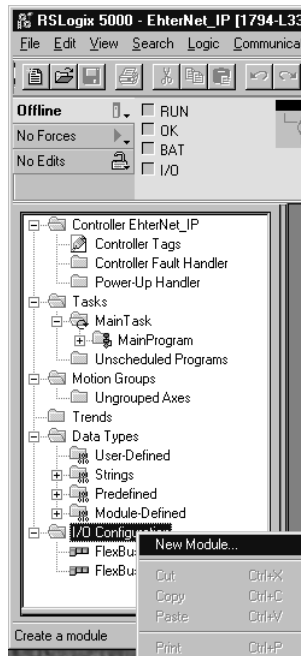 RSLogix 5000 - EhterNet_IP [1794-L33
File Edit View Search Logic Communica
Offline RUN
No Forces OK
No Edits BAT
I/O
Controller EhterNet_IP
Controller Tags
Controller Fault Handler
Power-Up Handler
Tasks
MainTask
MainProgram
Unscheduled Programs
Motion Groups
Ungrouped Axes
Trends
Data Types
User-Defined
Strings
Predefined
Module-Defined
I/O Configuration
FlexBu
FlexBu
New Module...
Cut Ctrl+X
Copy Ctrl+C
Paste Ctrl+V
Print Ctrl+P
Create a module